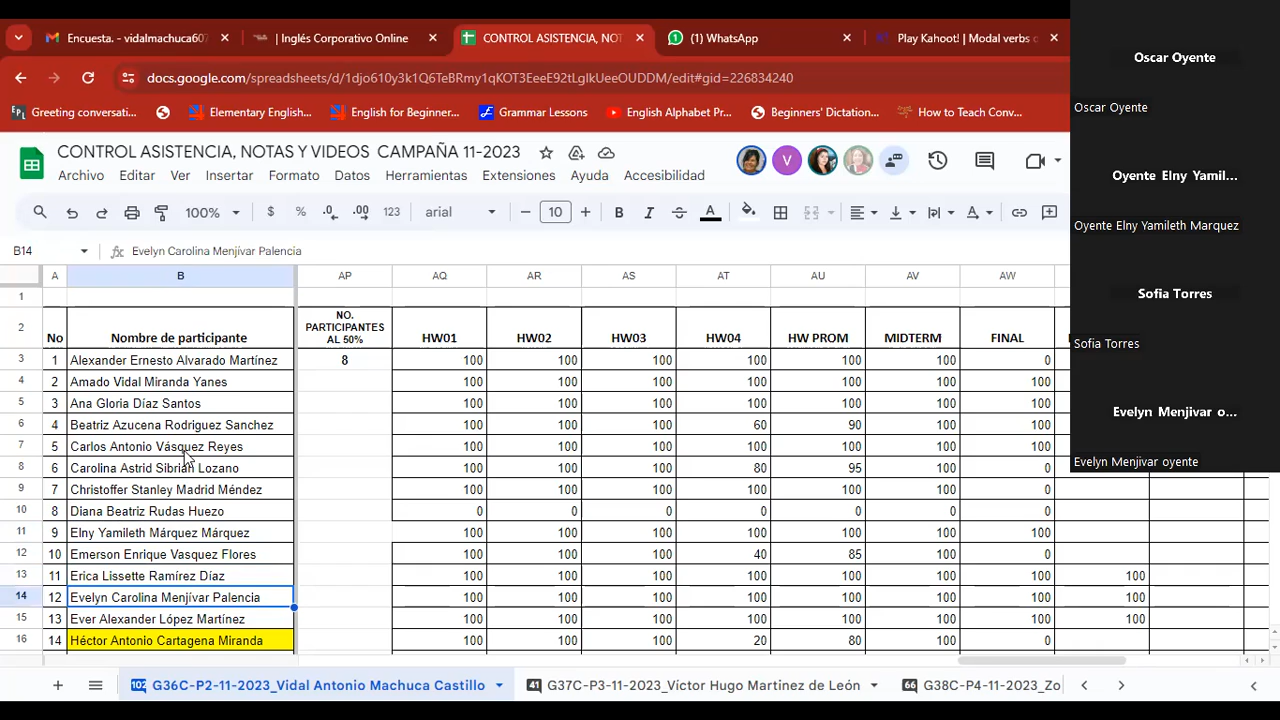 Encuesta. - vidalmachuca607
| Inglés Corporativo Online
CONTROL ASISTENCIA, NOT
(1) WhatsApp
Play Kahoot! | Modal verbs o
docs.google.com/spreadsheets/d/1djo610y3k1Q6TeBRmy1qKOT3EeeE92tLglkUeeOUDDM/edit#gid=226834240
Greeting conversati...
Elementary English...
English for Beginner...
Grammar Lessons
English Alphabet Pr...
Beginners' Dictation...
How to Teach Conv...
CONTROL ASISTENCIA, NOTAS Y VIDEOS CAMPAÑA 11-2023
V
Archivo Editar Ver Insertar Formato Datos Herramientas Extensiones Ayuda Accesibilidad
100% $ % .0 .00 123 arial 10 B I A
B14 fx Evelyn Carolina Menjívar Palencia
A B AP AQ AR AS AT AU AV AW
1
2 No Nombre de participante NO. PARTICIPANTES AL 50% HW01 HW02 HW03 HW04 HW PROM MIDTERM FINAL
3 1 Alexander Ernesto Alvarado Martínez 8 100 100 100 100 100 100 0
4 2 Amado Vidal Miranda Yanes 100 100 100 100 100 100 100
5 3 Ana Gloria Díaz Santos 100 100 100 100 100 100 100
6 4 Beatriz Azucena Rodriguez Sanchez 100 100 100 60 90 100 100
7 5 Carlos Antonio Vásquez Reyes 100 100 100 100 100 100 100
8 6 Carolina Astrid Sibrian Lozano 100 100 100 80 95 100 0
9 7 Christoffer Stanley Madrid Méndez 100 100 100 100 100 100 0
10 8 Diana Beatriz Rudas Huezo 0 0 0 0 0 0 0
11 9 Elny Yamileth Márquez Márquez 100 100 100 100 100 100 100
12 10 Emerson Enrique Vasquez Flores 100 100 100 40 85 100 0
13 11 Erica Lissette Ramírez Díaz 100 100 100 100 100 100 100 100
14 12 Evelyn Carolina Menjívar Palencia 100 100 100 100 100 100 100 100
15 13 Ever Alexander López Martínez 100 100 100 100 100 100 100 100
16 14 Héctor Antonio Cartagena Miranda 100 100 100 20 80 100 0
102 G36C-P2-11-2023_Vidal Antonio Machuca Castillo
41 G37C-P3-11-2023_Víctor Hugo Martinez de León
66 G38C-P4-11-2023_Zo
Oscar Oyente
Oscar Oyente
Oyente Elny Yamil...
Oyente Elny Yamileth Marquez
Sofia Torres
Sofia Torres
Evelyn Menjivar o...
Evelyn Menjivar oyente